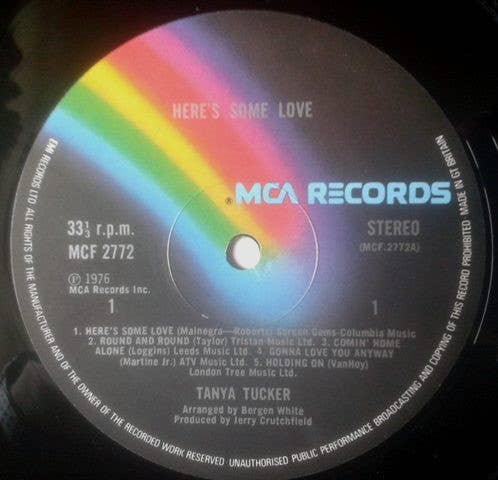 HERE'S SOME LOVE
® MCA RECORDS
33⅓ r.p.m.
MCF 2772
STEREO
(MCF.2772A)
℗ 1976
MCA Records Inc.
1
1
1. HERE'S SOME LOVE (Mainegra—Roberts) Screen Gems-Columbia Music
2. ROUND AND ROUND (Taylor) Tristan Music Ltd. 3. COMIN' HOME
ALONE (Loggins) Leeds Music Ltd. 4. GONNA LOVE YOU ANYWAY
(Martine Jr.) ATV Music Ltd. 5. HOLDING ON (VanHoy)
London Tree Music Ltd.
TANYA TUCKER
Arranged by Bergen White
Produced by Jerry Crutchfield
EMI RECORDS LTD ALL RIGHTS OF THE MANUFACTURER AND OF THE OWNER OF THE RECORDED WORK RESERVED UNAUTHORISED PUBLIC PERFORMANCE BROADCASTING AND COPYING OF THIS RECORD PROHIBITED MADE IN GT BRITAIN